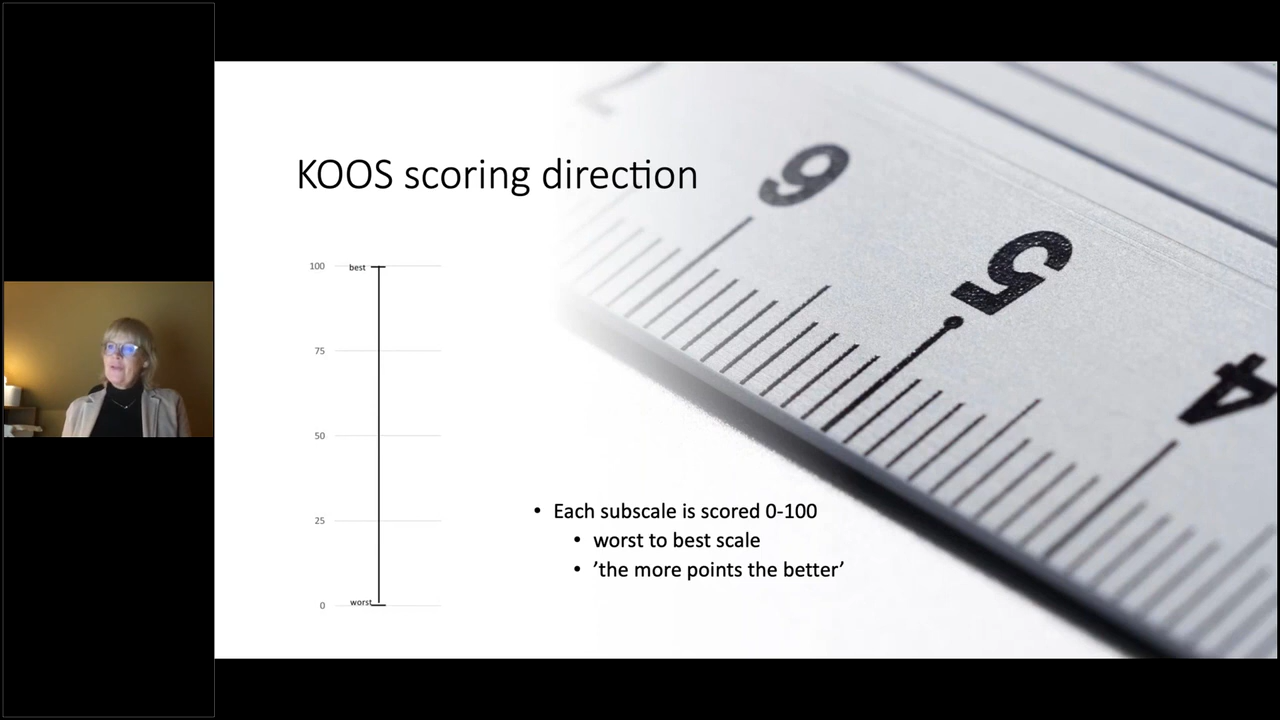 KOOS scoring direction
100
best
75
50
25
0
worst
• Each subscale is scored 0-100
• worst to best scale
• ’the more points the better’
6
5
4